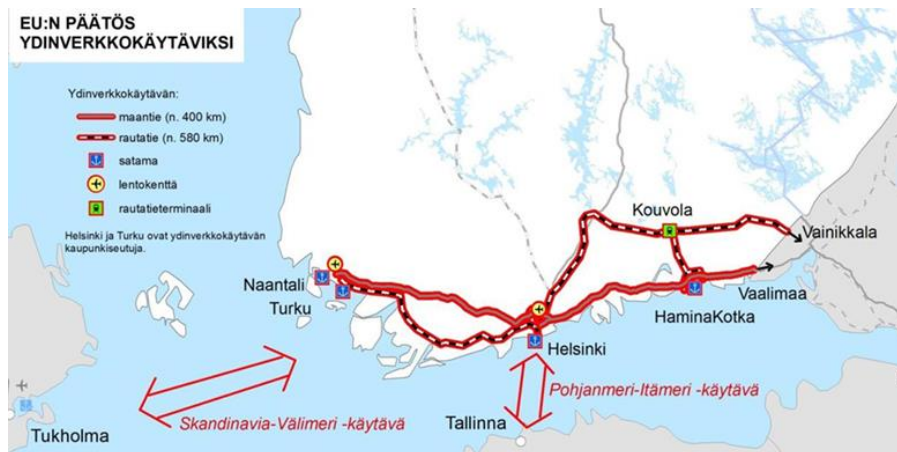 EU:N PÄÄTÖS
YDINVERKKOKÄYTÄVIKSI
Ydinverkkokäytävän:
maantie (n. 400 km)
rautatie (n. 580 km)
satama
lentokenttä
rautatieterminaali
Helsinki ja Turku ovat ydinverkkokäytävän
kaupunkiseutuja.
Kouvola
Vainikkala
Naantali
Turku
Vaalimaa
HaminaKotka
Helsinki
Pohjanmeri-Itämeri -käytävä
Skandinavia-Välimeri -käytävä
Tallinna
Tukholma